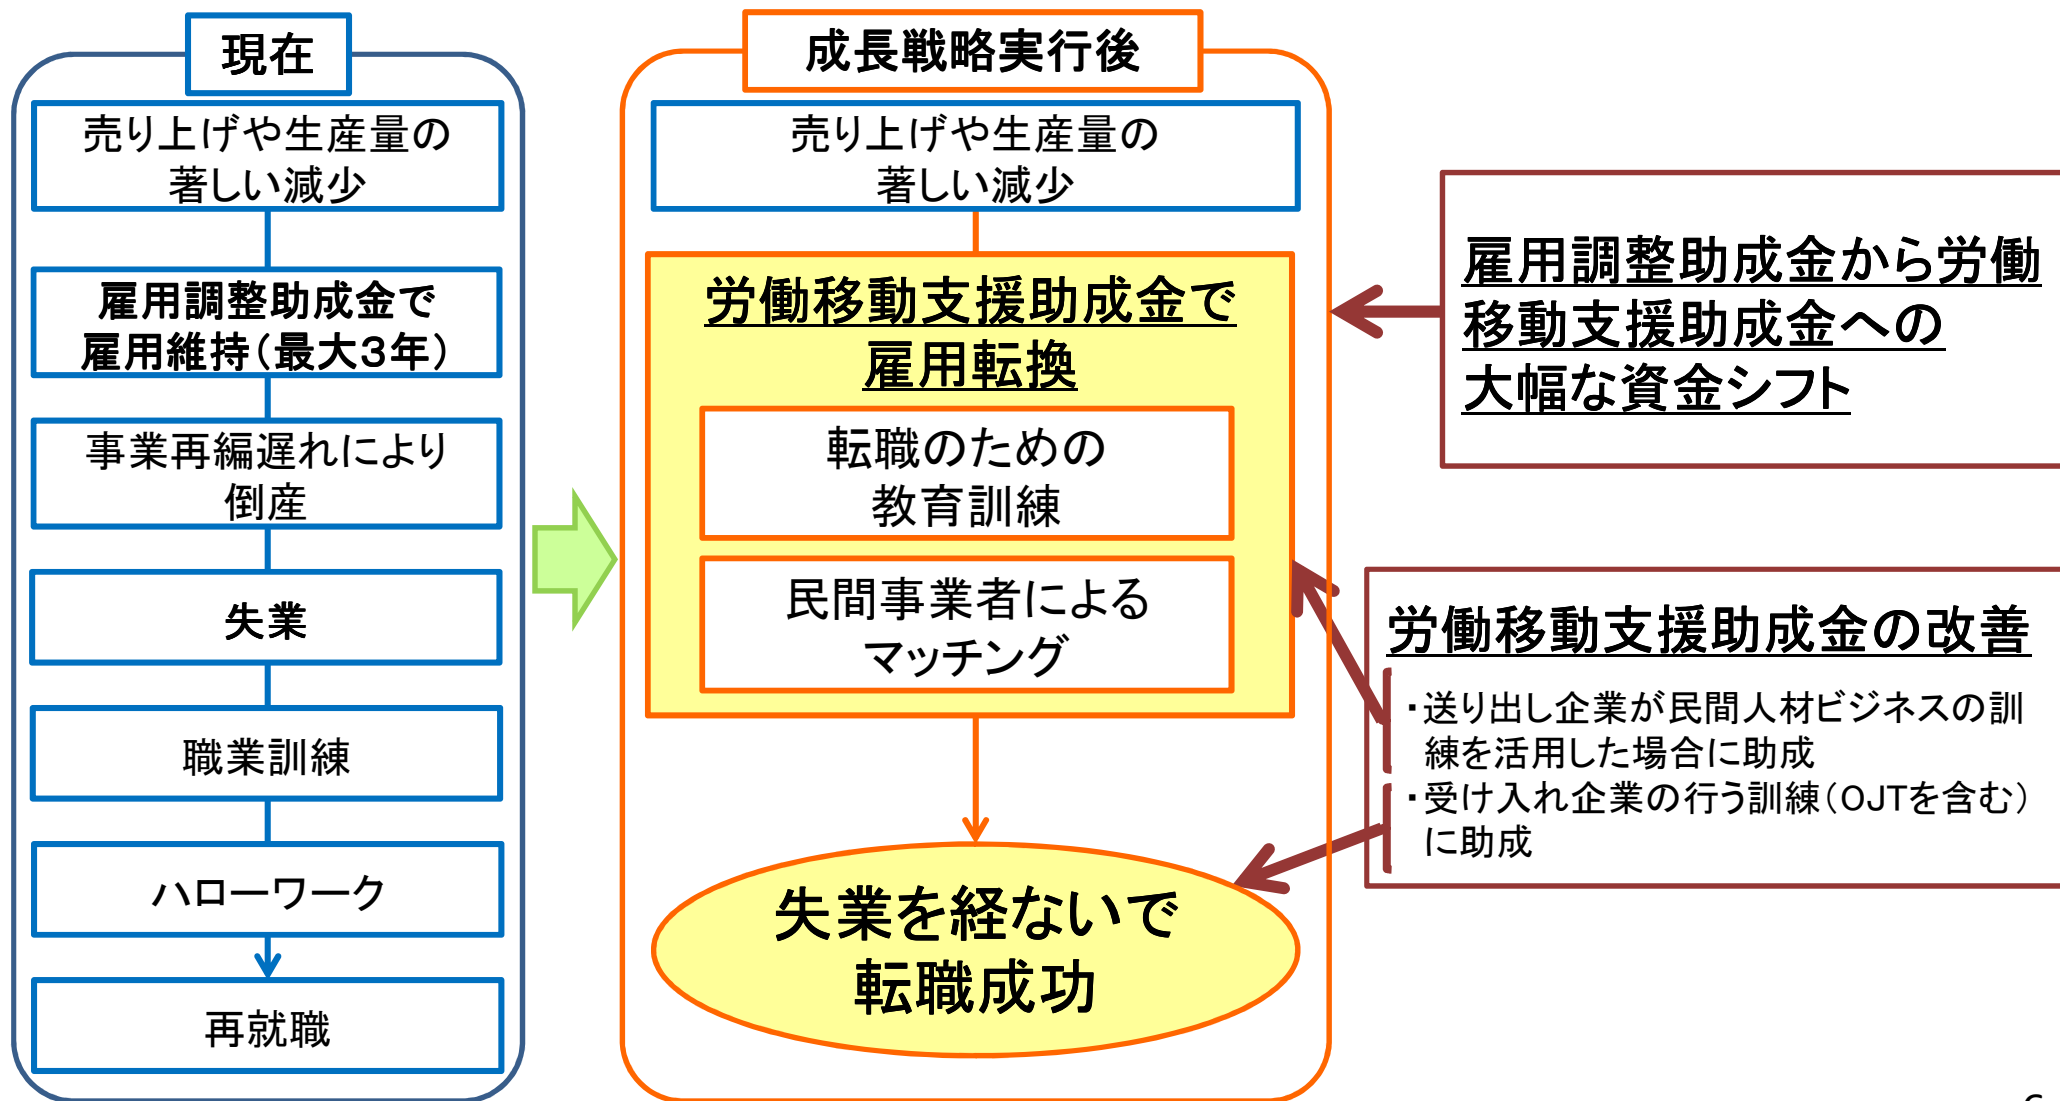 現在
売り上げや生産量の
著しい減少
雇用調整助成金で
雇用維持（最大3年）
事業再編遅れにより
倒産
失業
職業訓練
ハローワーク
再就職
成長戦略実行後
売り上げや生産量の
著しい減少
労働移動支援助成金で
雇用転換
転職のための
教育訓練
民間事業者による
マッチング
失業を経ないで
転職成功
雇用調整助成金から労働
移動支援助成金への
大幅な資金シフト
労働移動支援助成金の改善
・送り出し企業が民間人材ビジネスの訓
練を活用した場合に助成
・受け入れ企業の行う訓練（OJTを含む）
に助成